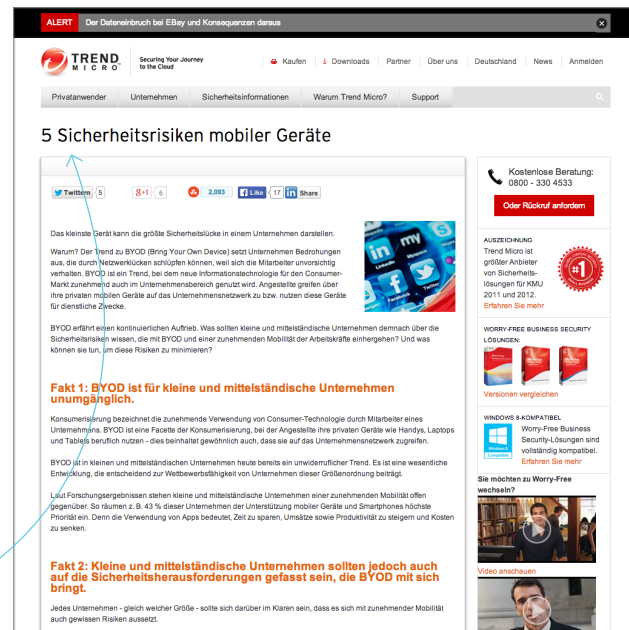 ALERT Der Dateneinbruch bei EBay und Konsequenzen daraus
TREND MICRO
Securing Your Journey
to the Cloud
Kaufen Downloads Partner Über uns Deutschland News Anmelden
Privatanwender Unternehmen Sicherheitsinformationen Warum Trend Micro? Support
5 Sicherheitsrisiken mobiler Geräte
Twittern 5 g+1 6 2,093 Like 17 in Share
Das kleinste Gerät kann die größte Sicherheitslücke in einem Unternehmen darstellen.
Warum? Der Trend zu BYOD (Bring Your Own Device) setzt Unternehmen Bedrohungen
aus, die durch Netzwerklücken schlüpfen können, weil sich die Mitarbeiter unvorsichtig
verhalten. BYOD ist ein Trend, bei dem neue Informationstechnologie für den Consumer-
Markt zunehmend auch im Unternehmensbereich genutzt wird. Angestellte greifen über
ihre privaten mobilen Geräte auf das Unternehmensnetzwerk zu bzw. nutzen diese Geräte
für dienstliche Zwecke.
BYOD erfährt einen kontinuierlichen Auftrieb. Was sollten kleine und mittelständische Unternehmen demnach über die
Sicherheitsrisiken wissen, die mit BYOD und einer zunehmenden Mobilität der Arbeitskräfte einhergehen? Und was
können sie tun, um diese Risiken zu minimieren?
Fakt 1: BYOD ist für kleine und mittelständische Unternehmen
unumgänglich.
Konsumerisierung bezeichnet die zunehmende Verwendung von Consumer-Technologie durch Mitarbeiter eines
Unternehmens. BYOD ist eine Facette der Konsumerisierung, bei der Angestellte ihre privaten Geräte wie Handys, Laptops
und Tablets beruflich nutzen - dies beinhaltet gewöhnlich auch, dass sie auf das Unternehmensnetzwerk zugreifen.
BYOD ist in kleinen und mittelständischen Unternehmen heute bereits ein unwiderruflicher Trend. Es ist eine wesentliche
Entwicklung, die entscheidend zur Wettbewerbsfähigkeit von Unternehmen dieser Größenordnung beiträgt.
Laut Forschungsergebnissen stehen kleine und mittelständische Unternehmen einer zunehmenden Mobilität offen
gegenüber. So räumen z. B. 43 % dieser Unternehmen der Unterstützung mobiler Geräte und Smartphones höchste
Priorität ein. Denn die Verwendung von Apps bedeutet, Zeit zu sparen, Umsätze sowie Produktivität zu steigern und Kosten
zu senken.
Fakt 2: Kleine und mittelständische Unternehmen sollten jedoch auch
auf die Sicherheitsherausforderungen gefasst sein, die BYOD mit sich
bringt.
Jedes Unternehmen - gleich welcher Größe - sollte sich darüber im Klaren sein, dass es sich mit zunehmender Mobilität
auch gewissen Risiken aussetzt.
Kostenlose Beratung:
0800 - 330 4533
Oder Rückruf anfordern
AUSZEICHNUNG
Trend Micro ist
größter Anbieter
von Sicherheits-
lösungen für KMU
2011 und 2012.
Erfahren Sie mehr
#1
WORRY-FREE BUSINESS SECURITY
LÖSUNGEN:
Versionen vergleichen
WINDOWS 8-KOMPATIBEL
Worry-Free Business
Security-Lösungen sind
vollständig kompatibel.
Erfahren Sie mehr
Sie möchten zu Worry-Free
wechseln?
Video anschauen